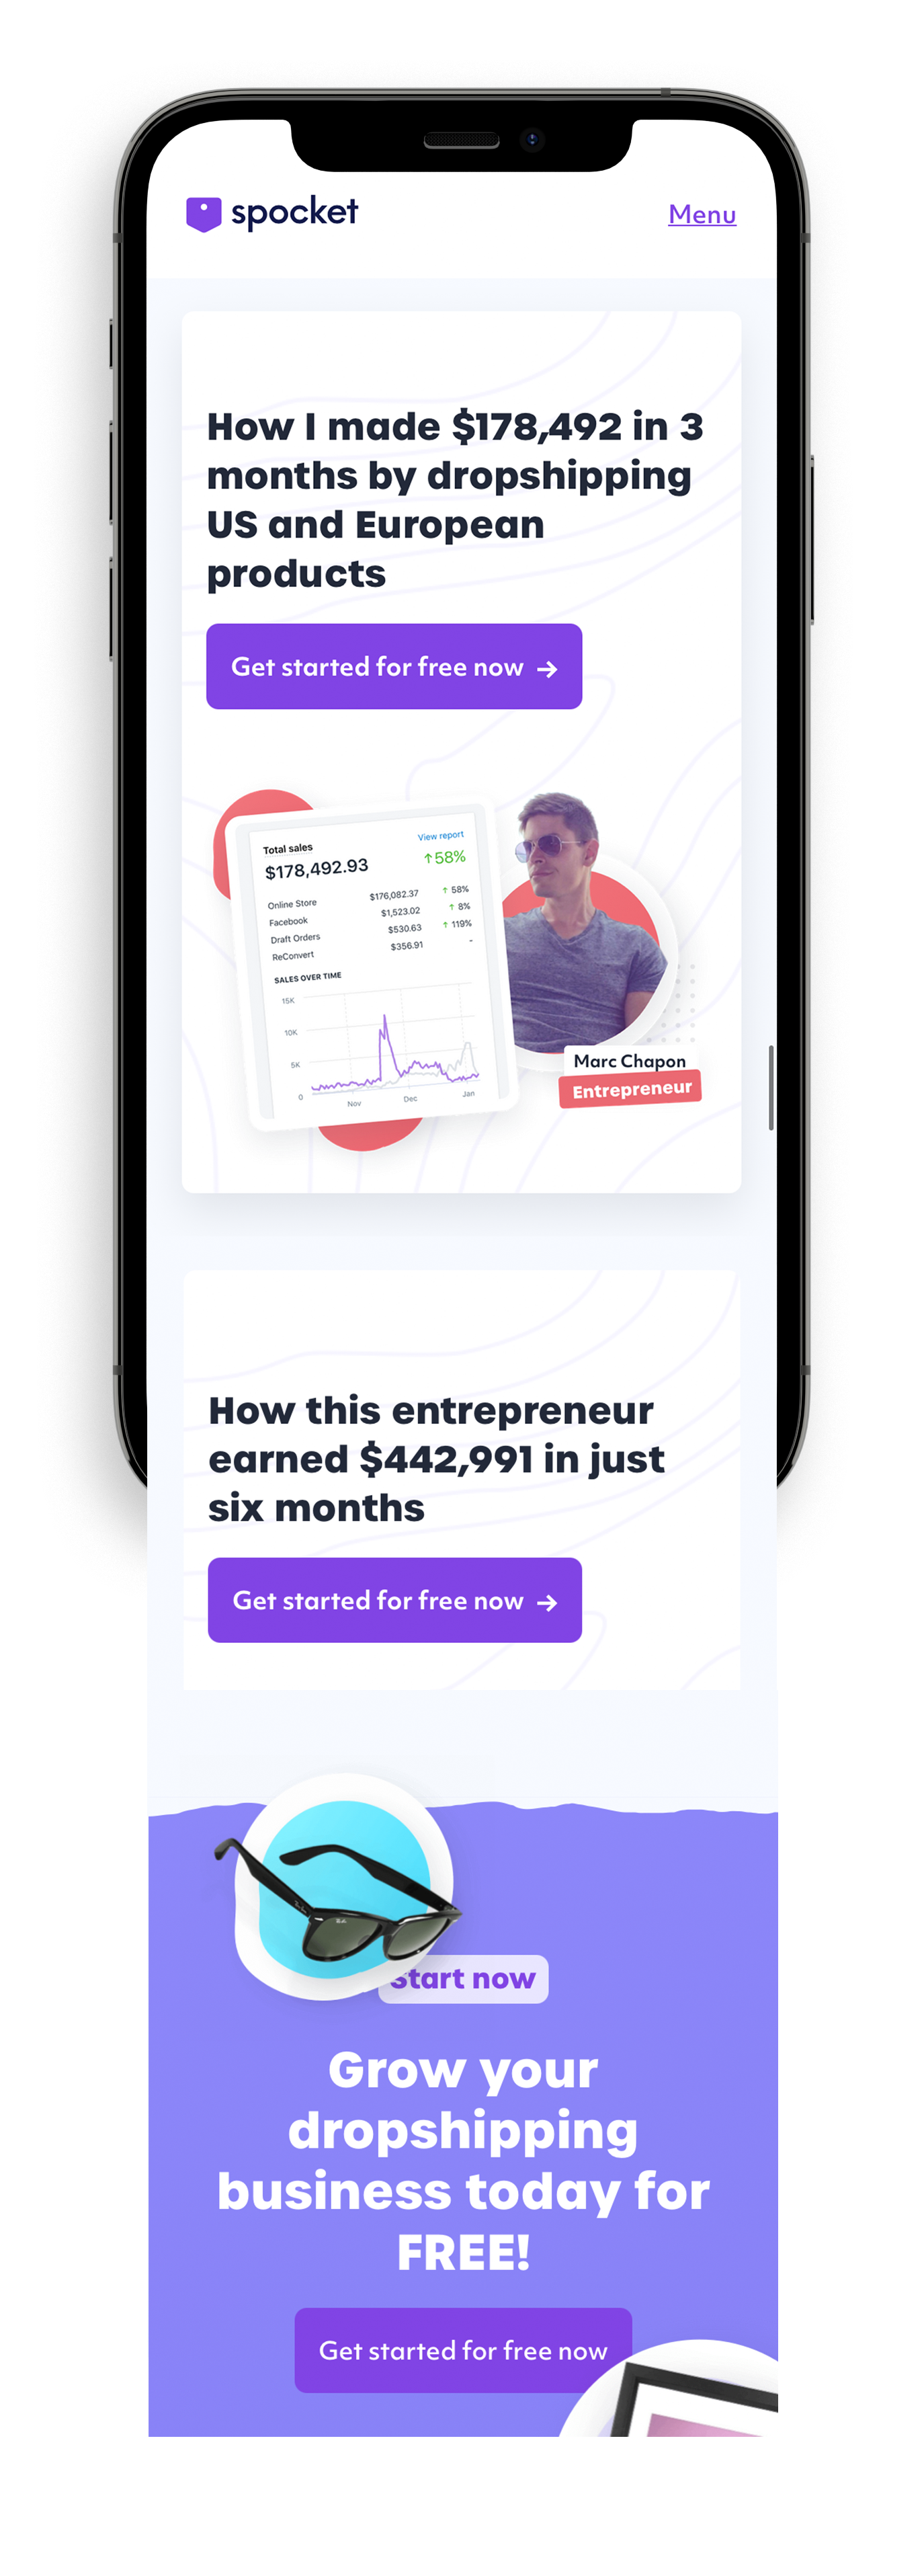 spocket
Menu
How I made $178,492 in 3
months by dropshipping
US and European
products
Get started for free now →
Total sales
View report
$178,492.93
↑58%
Online Store $176,082.37 ↑ 58%
Facebook $1,523.02 ↑ 8%
Draft Orders $530.63 ↑ 119%
ReConvert $356.91 -
SALES OVER TIME
15K
10K
5K
0
Nov Dec Jan
Marc Chapon
Entrepreneur
How this entrepreneur
earned $442,991 in just
six months
Get started for free now →
Start now
Grow your
dropshipping
business today for
FREE!
Get started for free now